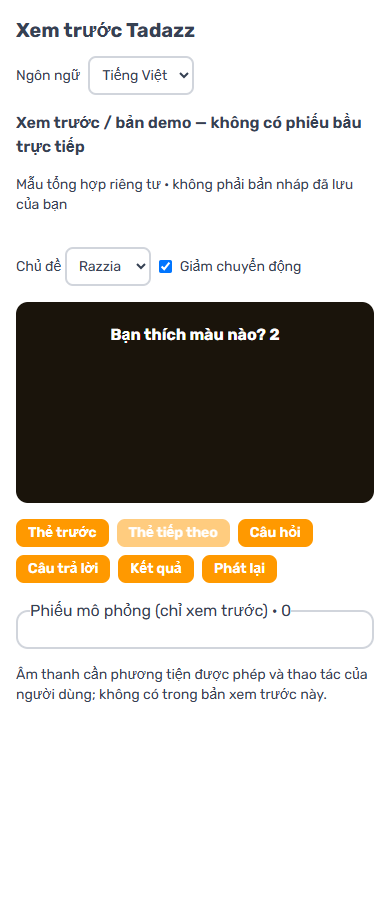 Xem trước Tadazz
Ngôn ngữ Tiếng Việt
Xem trước / bản demo — không có phiếu bầu
trực tiếp
Mẫu tổng hợp riêng tư • không phải bản nháp đã lưu
của bạn
Chủ đề Razzia Giảm chuyển động
Bạn thích màu nào? 2
Thẻ trước Thẻ tiếp theo Câu hỏi
Câu trả lời Kết quả Phát lại
Phiếu mô phỏng (chỉ xem trước) • 0
Âm thanh cần phương tiện được phép và thao tác của
người dùng; không có trong bản xem trước này.